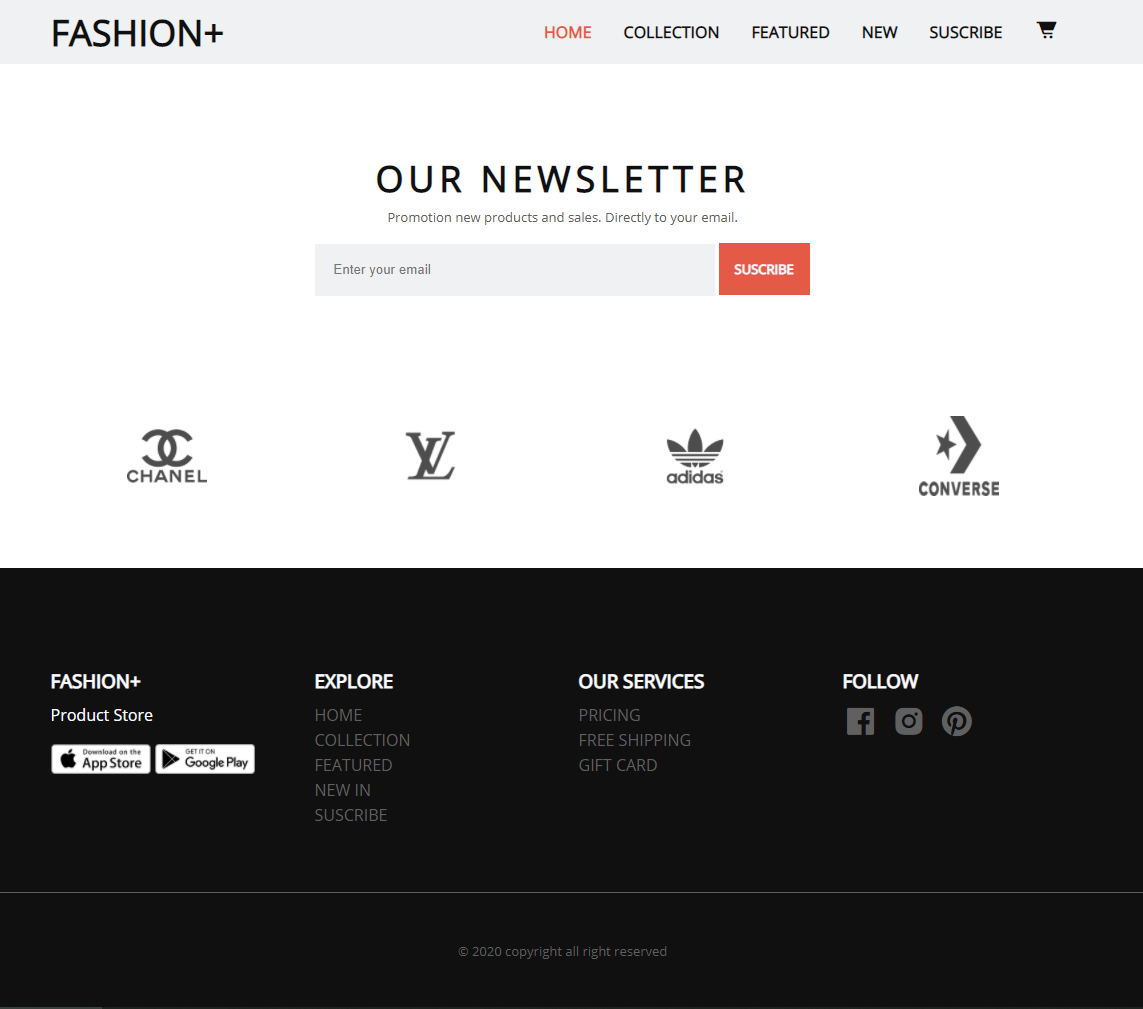 FASHION+
HOME COLLECTION FEATURED NEW SUSCRIBE
OUR NEWSLETTER
Promotion new products and sales. Directly to your email.
Enter your email
SUSCRIBE
CHANEL
LV
adidas
CONVERSE
FASHION+
Product Store
Download on the
App Store
GET IT ON
Google Play
EXPLORE
HOME
COLLECTION
FEATURED
NEW IN
SUSCRIBE
OUR SERVICES
PRICING
FREE SHIPPING
GIFT CARD
FOLLOW
© 2020 copyright all right reserved